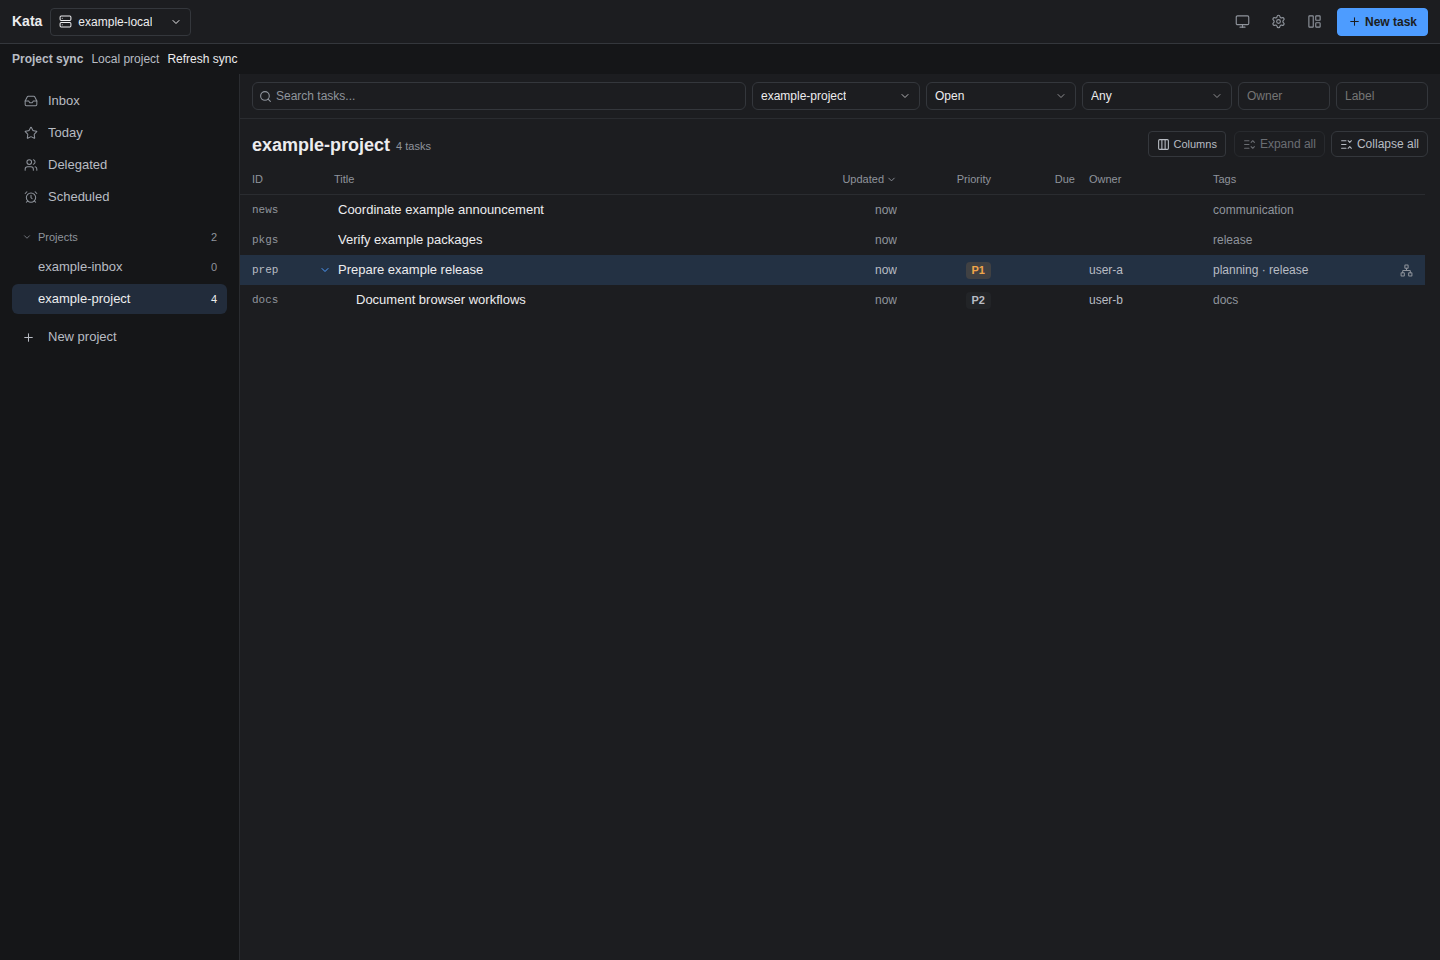 Kata example-local New task
Project sync Local project Refresh sync
Inbox
Today
Delegated
Scheduled
Projects 2
example-inbox 0
example-project 4
New project
Search tasks... example-project Open Any Owner Label
example-project 4 tasks Columns Expand all Collapse all
ID Title Updated Priority Due Owner Tags
news Coordinate example announcement now communication
pkgs Verify example packages now release
prep Prepare example release now P1 user-a planning · release
docs Document browser workflows now P2 user-b docs